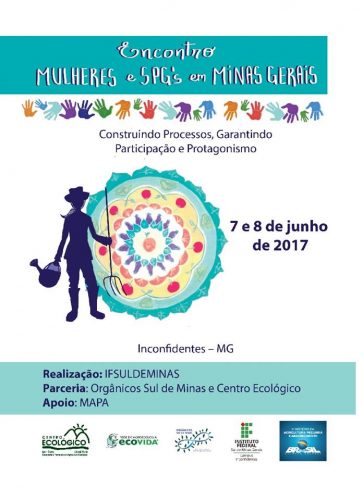 Encontro
MULHERES e SPG's em MINAS GERAIS
Construindo Processos, Garantindo
Participação e Protagonismo
7 e 8 de junho
de 2017
Inconfidentes – MG
Realização: IFSULDEMINAS
Parceria: Orgânicos Sul de Minas e Centro Ecológico
Apoio: MAPA
CENTRO
ECOLÓGICO
ECOVIDA
INSTITUTO
FEDERAL
BRASIL